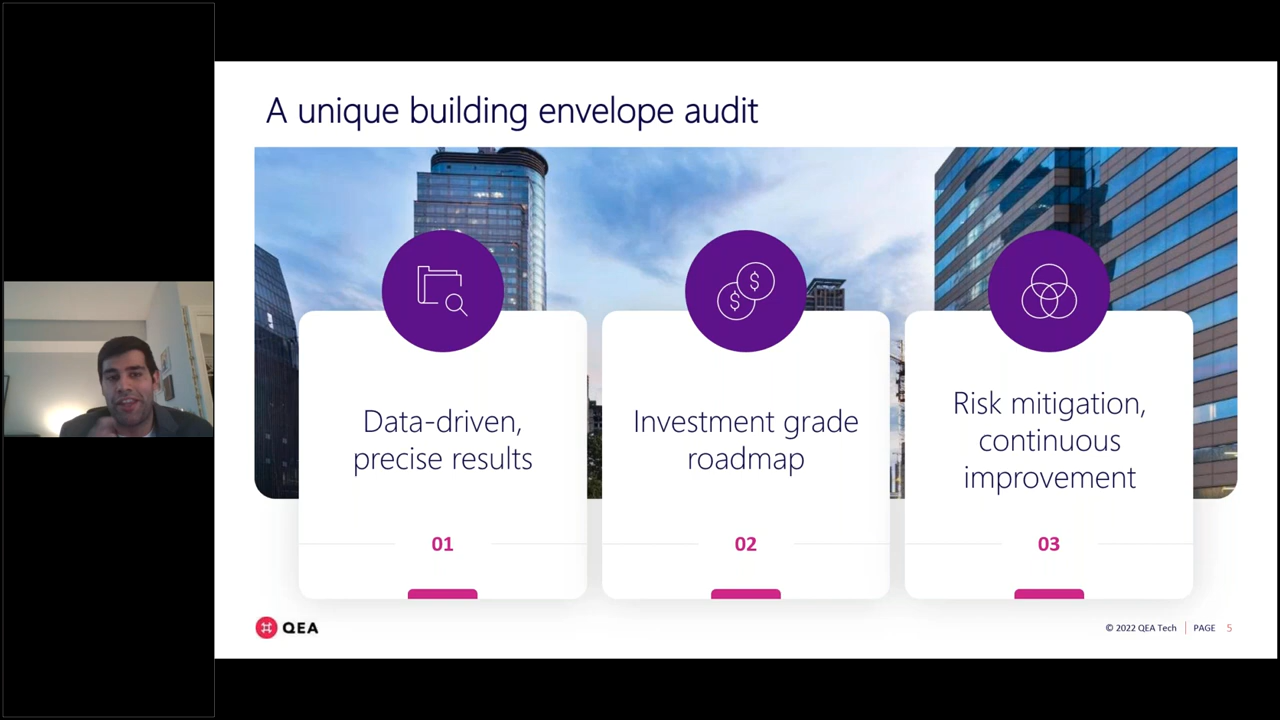 A unique building envelope audit
$
$
Data-driven,
precise results
01
Investment grade
roadmap
02
Risk mitigation,
continuous
improvement
03
QEA
© 2022 QEA Tech | PAGE 5